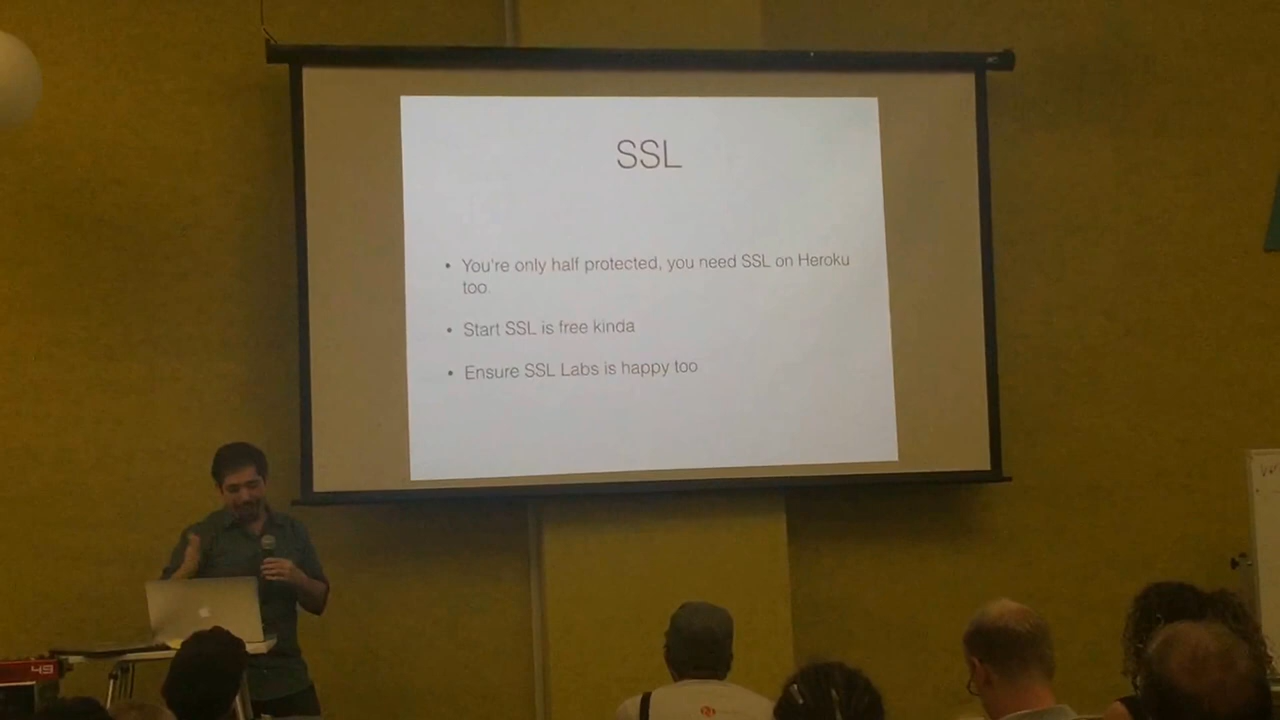 SSL
• You're only half protected, you need SSL on Heroku
too.
• Start SSL is free kinda
• Ensure SSL Labs is happy too
49